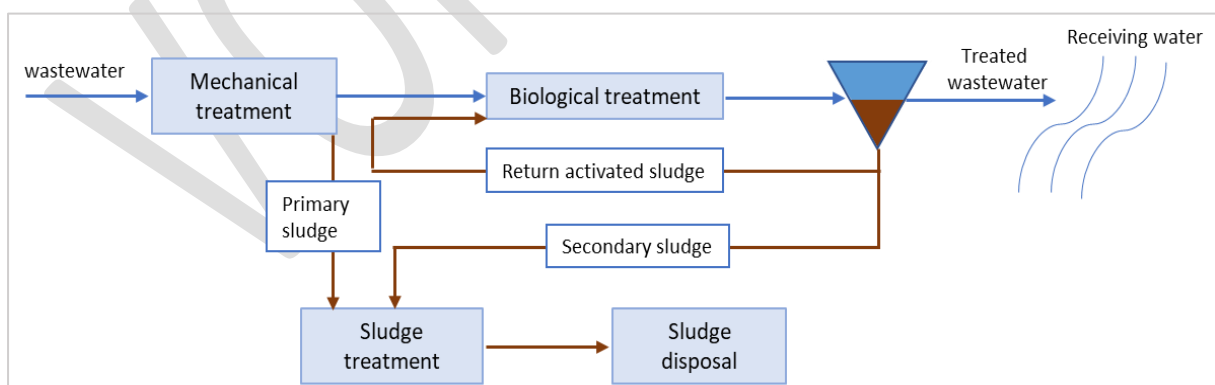 Receiving water
wastewater
Mechanical
treatment
Biological treatment
Treated
wastewater
Return activated sludge
Primary
sludge
Secondary sludge
Sludge
treatment
Sludge
disposal